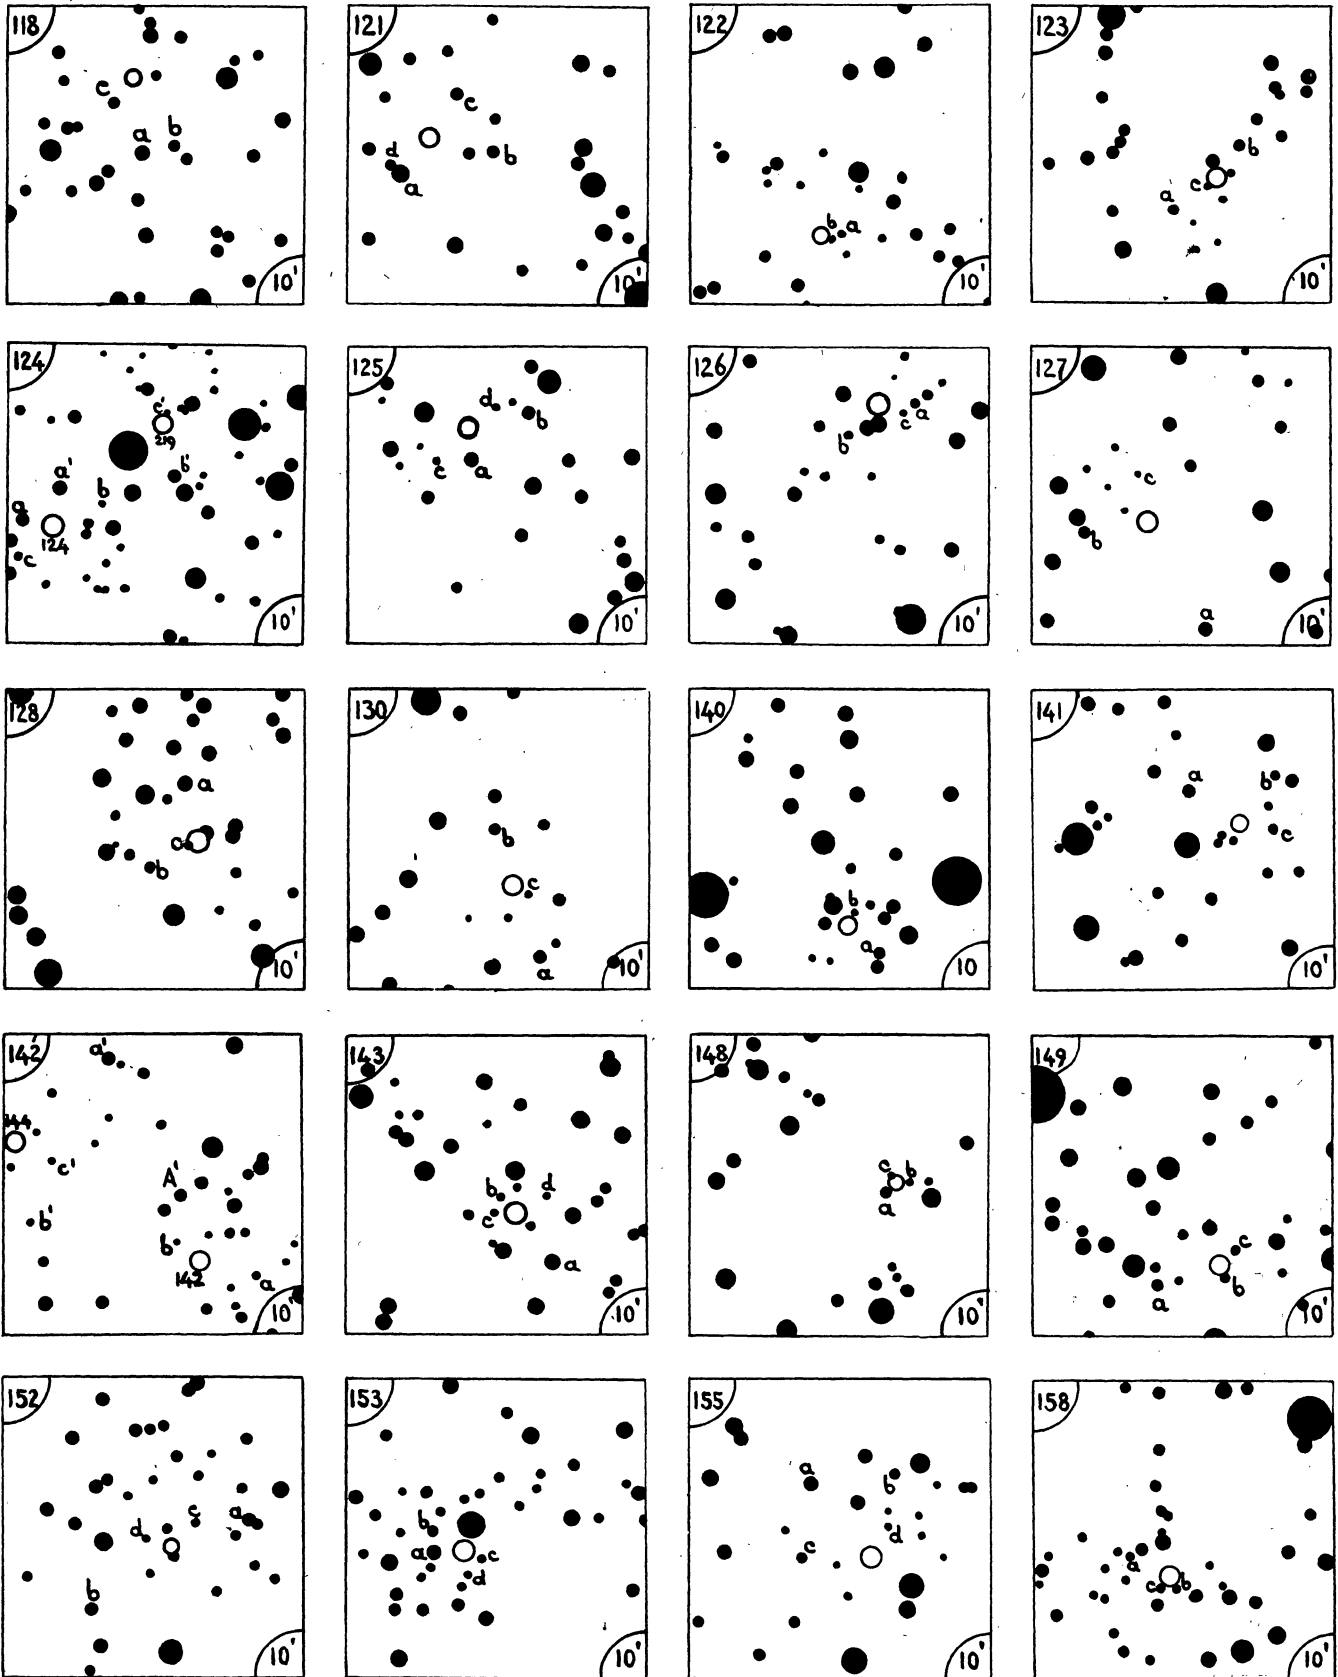 118
c
a b
10'
121
c
d b
a
10'
122
b a
10'
123
b
c
a
10'
124
c'
219
a' b'
b
a
124
c
10'
125
d
b
c a
10'
126
c a
b
10'
127
c
b
a
10'
128
a
c
b
10'
130
b
c
a
10'
140
b
a
10
141
a b
c
10'
142
a'
144
c'
A'
b'
b
142
a
10'
143
b d
c
a
10'
148
c b
a
10'
149
c
b
a
10'
152
c a
d
b
10'
153
b
a c
d
10'
155
a b
d
c
10'
158
a
c b
10'